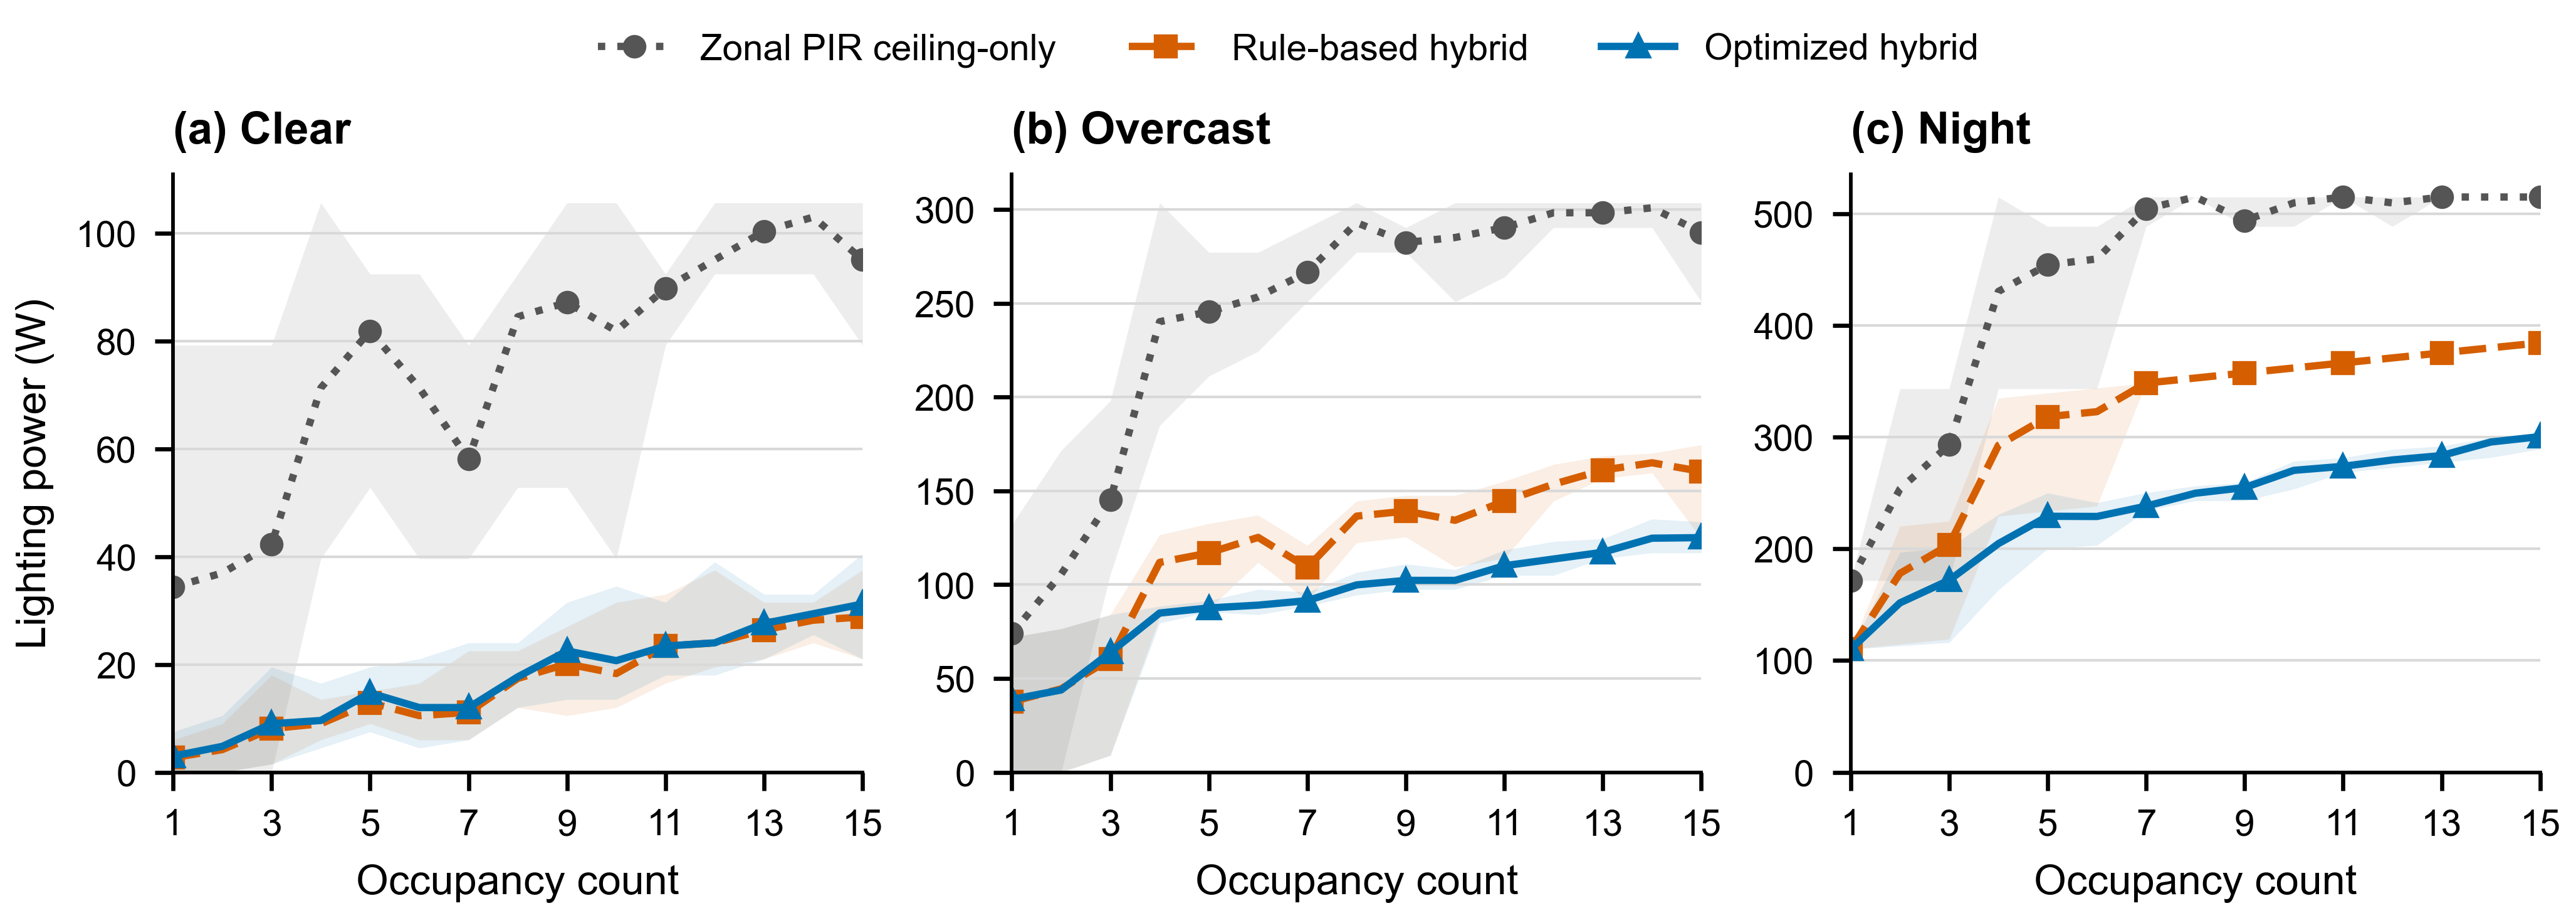 Zonal PIR ceiling-only Rule-based hybrid Optimized hybrid
(a) Clear
Lighting power (W)
100
80
60
40
20
0
1 3 5 7 9 11 13 15
Occupancy count
(b) Overcast
300
250
200
150
100
50
0
1 3 5 7 9 11 13 15
Occupancy count
(c) Night
500
400
300
200
100
0
1 3 5 7 9 11 13 15
Occupancy count